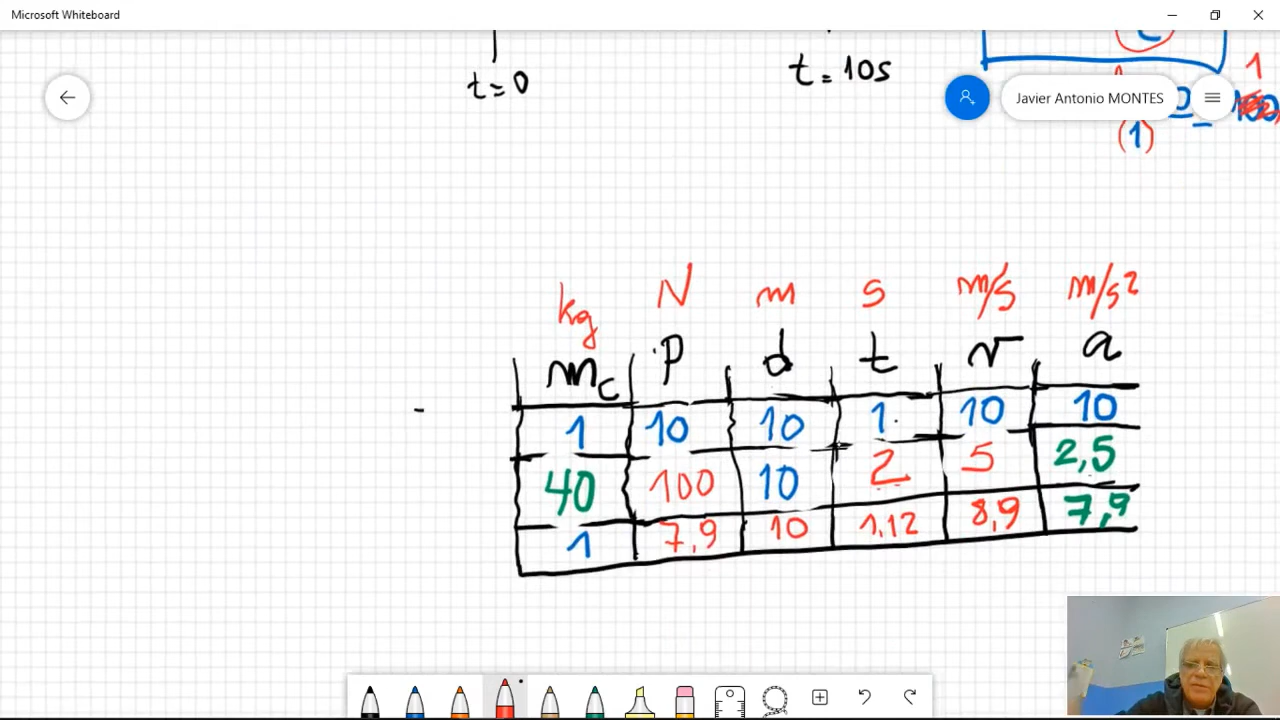 Microsoft Whiteboard
t = 0
t = 10s
1
Javier Antonio MONTES
(1)
kg N m s m/s m/s²
mc P d t v a
1 10 10 1 10 10
40 100 10 2 5 2,5
1 7,9 10 1,12 8,9 7,9